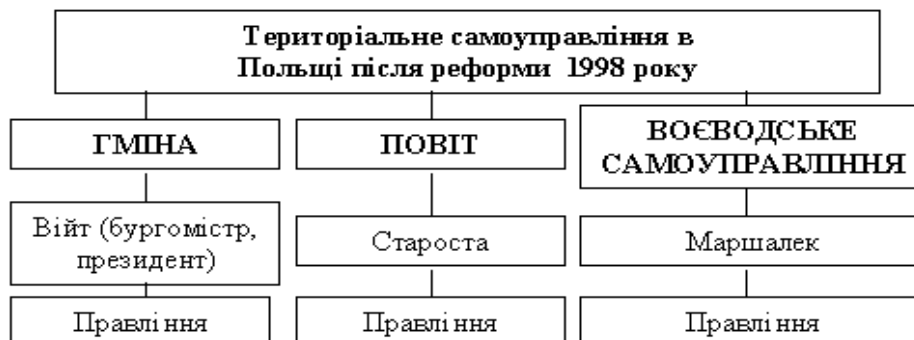 Територіальне самоуправління в
Польщі після реформи 1998 року
ГМІНА
ПОВІТ
ВОЄВОДСЬКЕ
САМОУПРАВЛІННЯ
Війт (бургомістр,
президент)
Староста
Маршалек
Правління
Правління
Правління